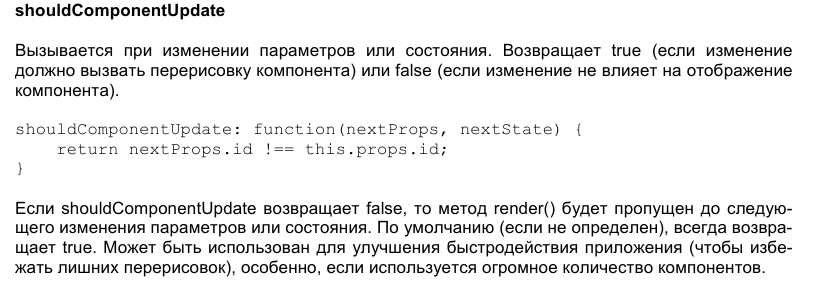 shouldComponentUpdate
Вызывается при изменении параметров или состояния. Возвращает true (если изменение
должно вызвать перерисовку компонента) или false (если изменение не влияет на отображение
компонента).
shouldComponentUpdate: function(nextProps, nextState) {
    return nextProps.id !== this.props.id;
}
Если shouldComponentUpdate возвращает false, то метод render() будет пропущен до следую-
щего изменения параметров или состояния. По умолчанию (если не определен), всегда возвра-
щает true. Может быть использован для улучшения быстродействия приложения (чтобы избе-
жать лишних перерисовок), особенно, если используется огромное количество компонентов.